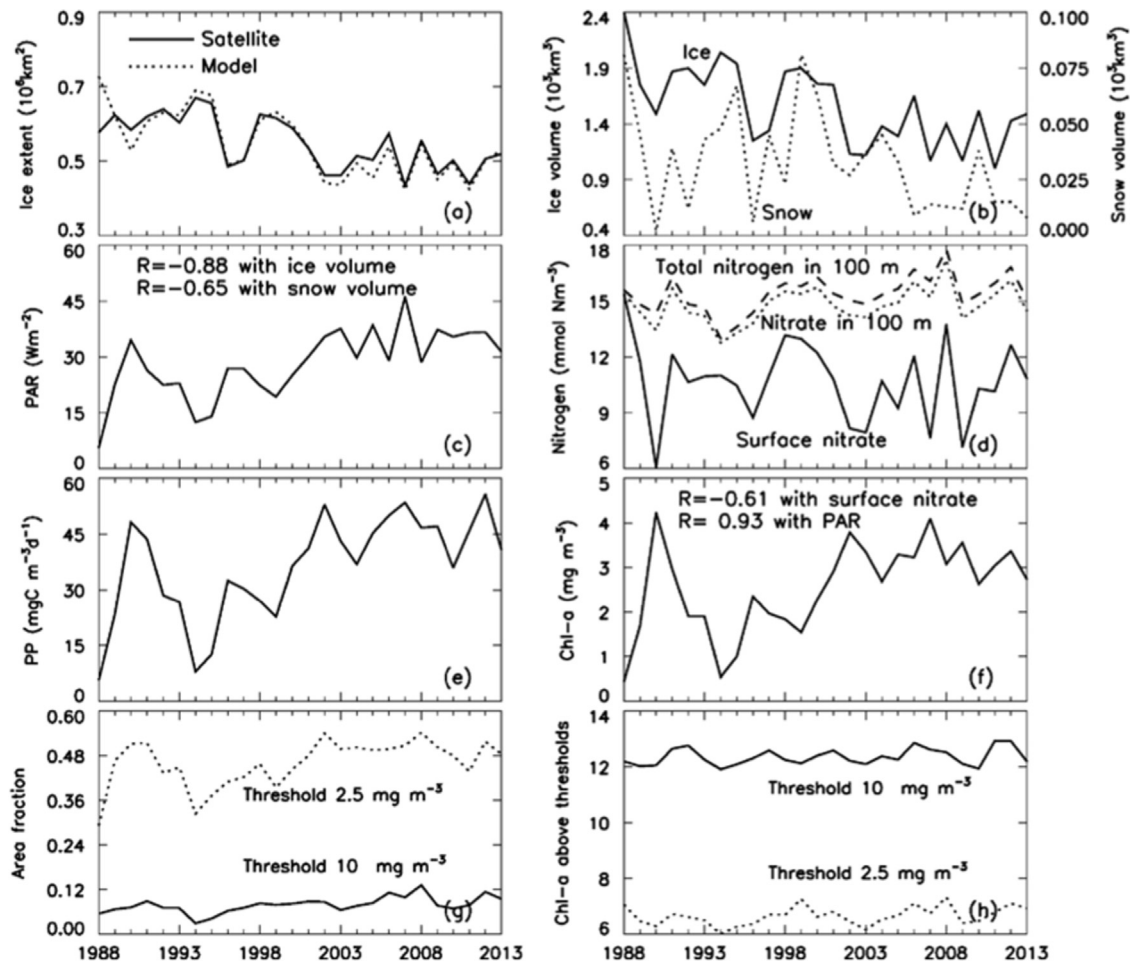 0.9
0.7
0.5
0.3
Ice extent (10⁶km²)
Satellite
Model
(a)
2.4
1.9
1.4
0.9
0.4
Ice volume (10³km³)
Ice
Snow
(b)
0.100
0.075
0.050
0.025
0.000
Snow volume (10³km³)
60
45
30
15
0
PAR (Wm⁻²)
R=−0.88 with ice volume
R=−0.65 with snow volume
(c)
18
15
12
9
6
Nitrogen (mmol Nm⁻³)
Total nitrogen in 100 m
Nitrate in 100 m
Surface nitrate
(d)
60
45
30
15
0
PP (mgC m⁻³d⁻¹)
(e)
5
4
3
2
1
0
Chl−a (mg m⁻³)
R=−0.61 with surface nitrate
R= 0.93 with PAR
(f)
0.60
0.48
0.36
0.24
0.12
0.00
Area fraction
Threshold 2.5 mg m⁻³
Threshold 10 mg m⁻³
(g)
1988 1993 1998 2003 2008 2013
14
12
10
8
6
Chl−a above thresholds
Threshold 10 mg m⁻³
Threshold 2.5 mg m⁻³
(h)
1988 1993 1998 2003 2008 2013